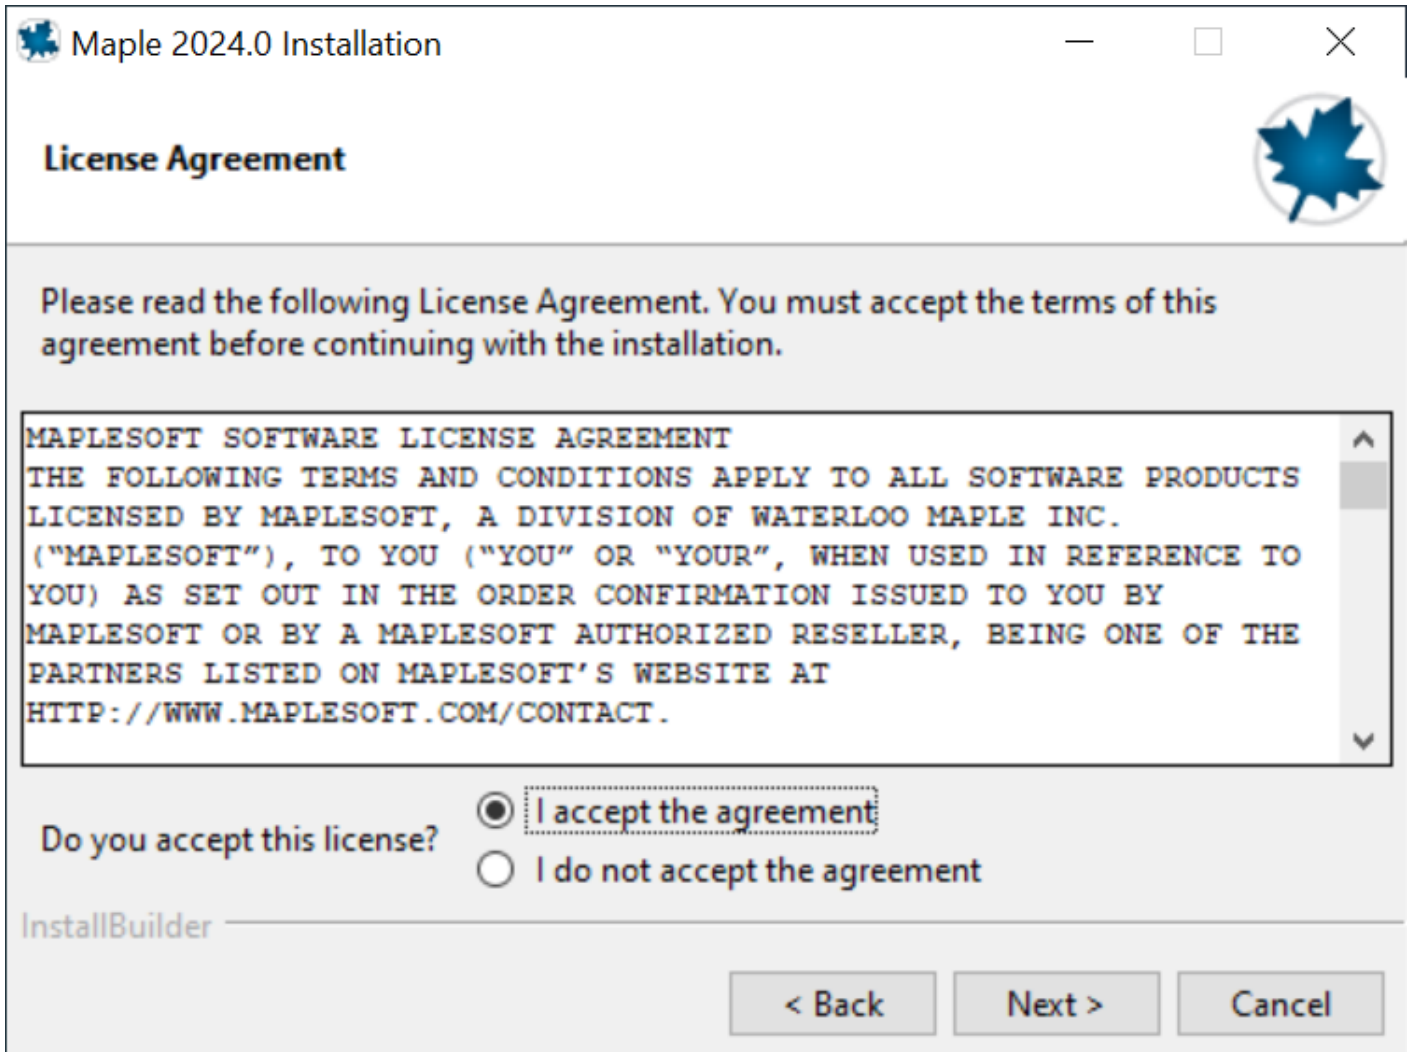 Maple 2024.0 Installation
License Agreement
Please read the following License Agreement. You must accept the terms of this
agreement before continuing with the installation.
MAPLESOFT SOFTWARE LICENSE AGREEMENT
THE FOLLOWING TERMS AND CONDITIONS APPLY TO ALL SOFTWARE PRODUCTS
LICENSED BY MAPLESOFT, A DIVISION OF WATERLOO MAPLE INC.
(“MAPLESOFT”), TO YOU (“YOU” OR “YOUR”, WHEN USED IN REFERENCE TO
YOU) AS SET OUT IN THE ORDER CONFIRMATION ISSUED TO YOU BY
MAPLESOFT OR BY A MAPLESOFT AUTHORIZED RESELLER, BEING ONE OF THE
PARTNERS LISTED ON MAPLESOFT’S WEBSITE AT
HTTP://WWW.MAPLESOFT.COM/CONTACT.
Do you accept this license?
I accept the agreement
I do not accept the agreement
InstallBuilder
< Back
Next >
Cancel